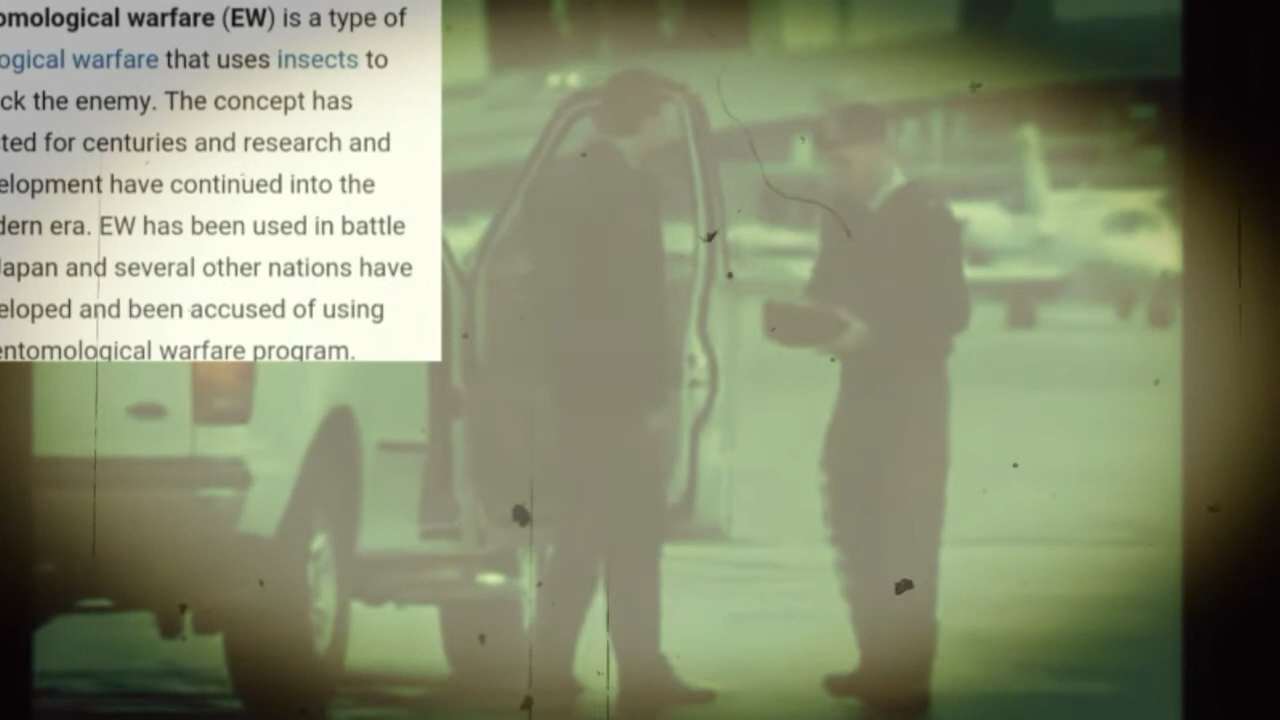 omological warfare (EW) is a type of
ogical warfare that uses insects to
ck the enemy. The concept has
ted for centuries and research and
elopment have continued into the
dern era. EW has been used in battle
Japan and several other nations have
eloped and been accused of using
entomological warfare program.